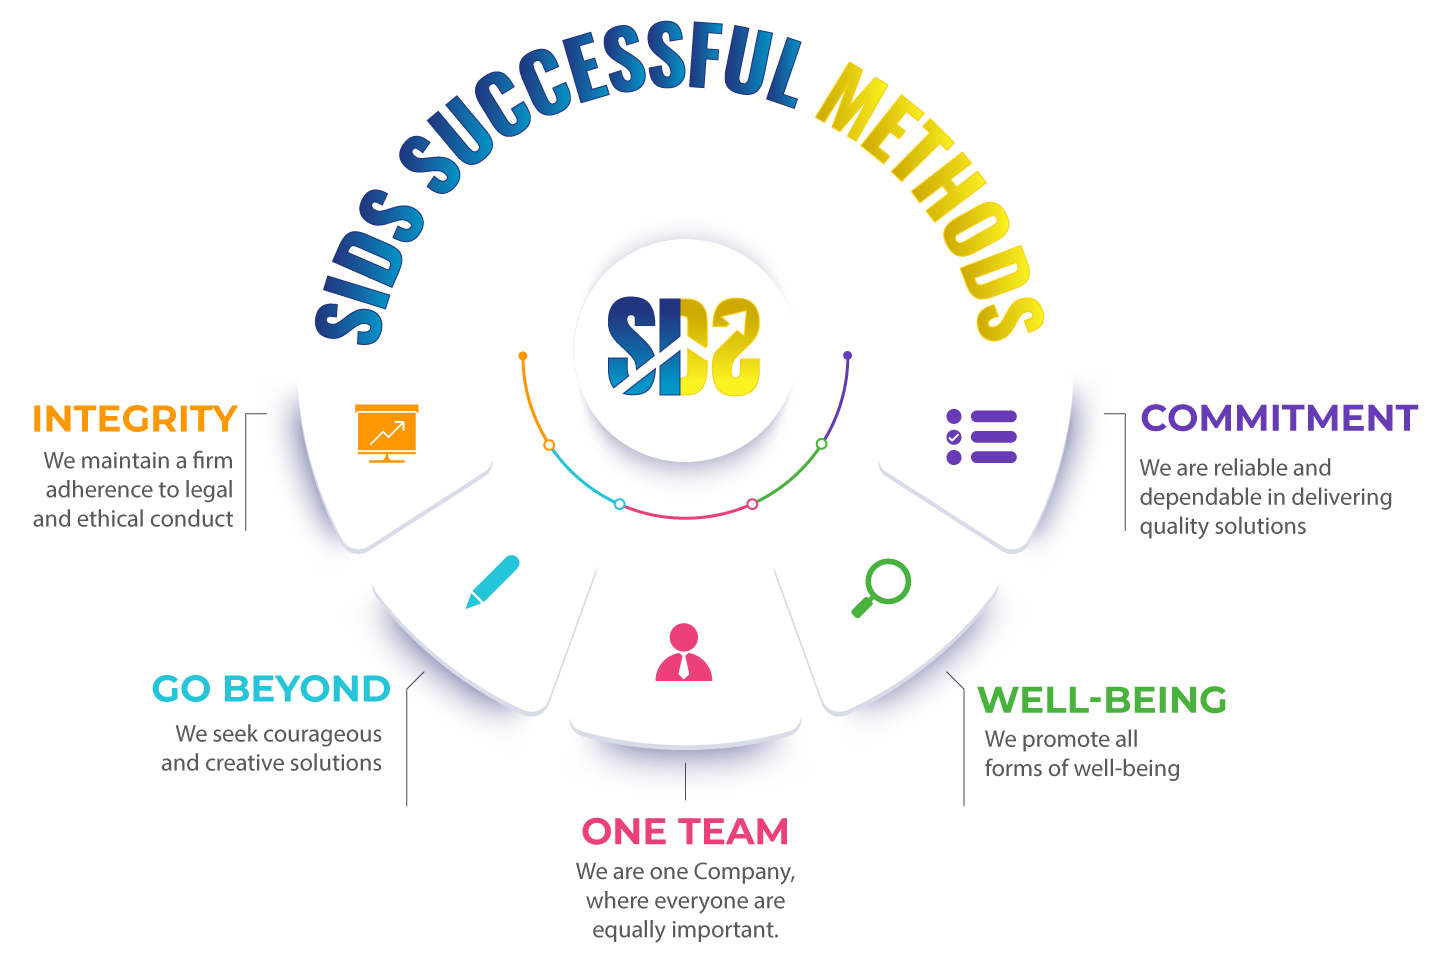 SIDS SUCCESSFUL METHODS
SIDS
INTEGRITY
We maintain a firm
adherence to legal
and ethical conduct
GO BEYOND
We seek courageous
and creative solutions
ONE TEAM
We are one Company,
where everyone are
equally important.
WELL-BEING
We promote all
forms of well-being
COMMITMENT
We are reliable and
dependable in delivering
quality solutions